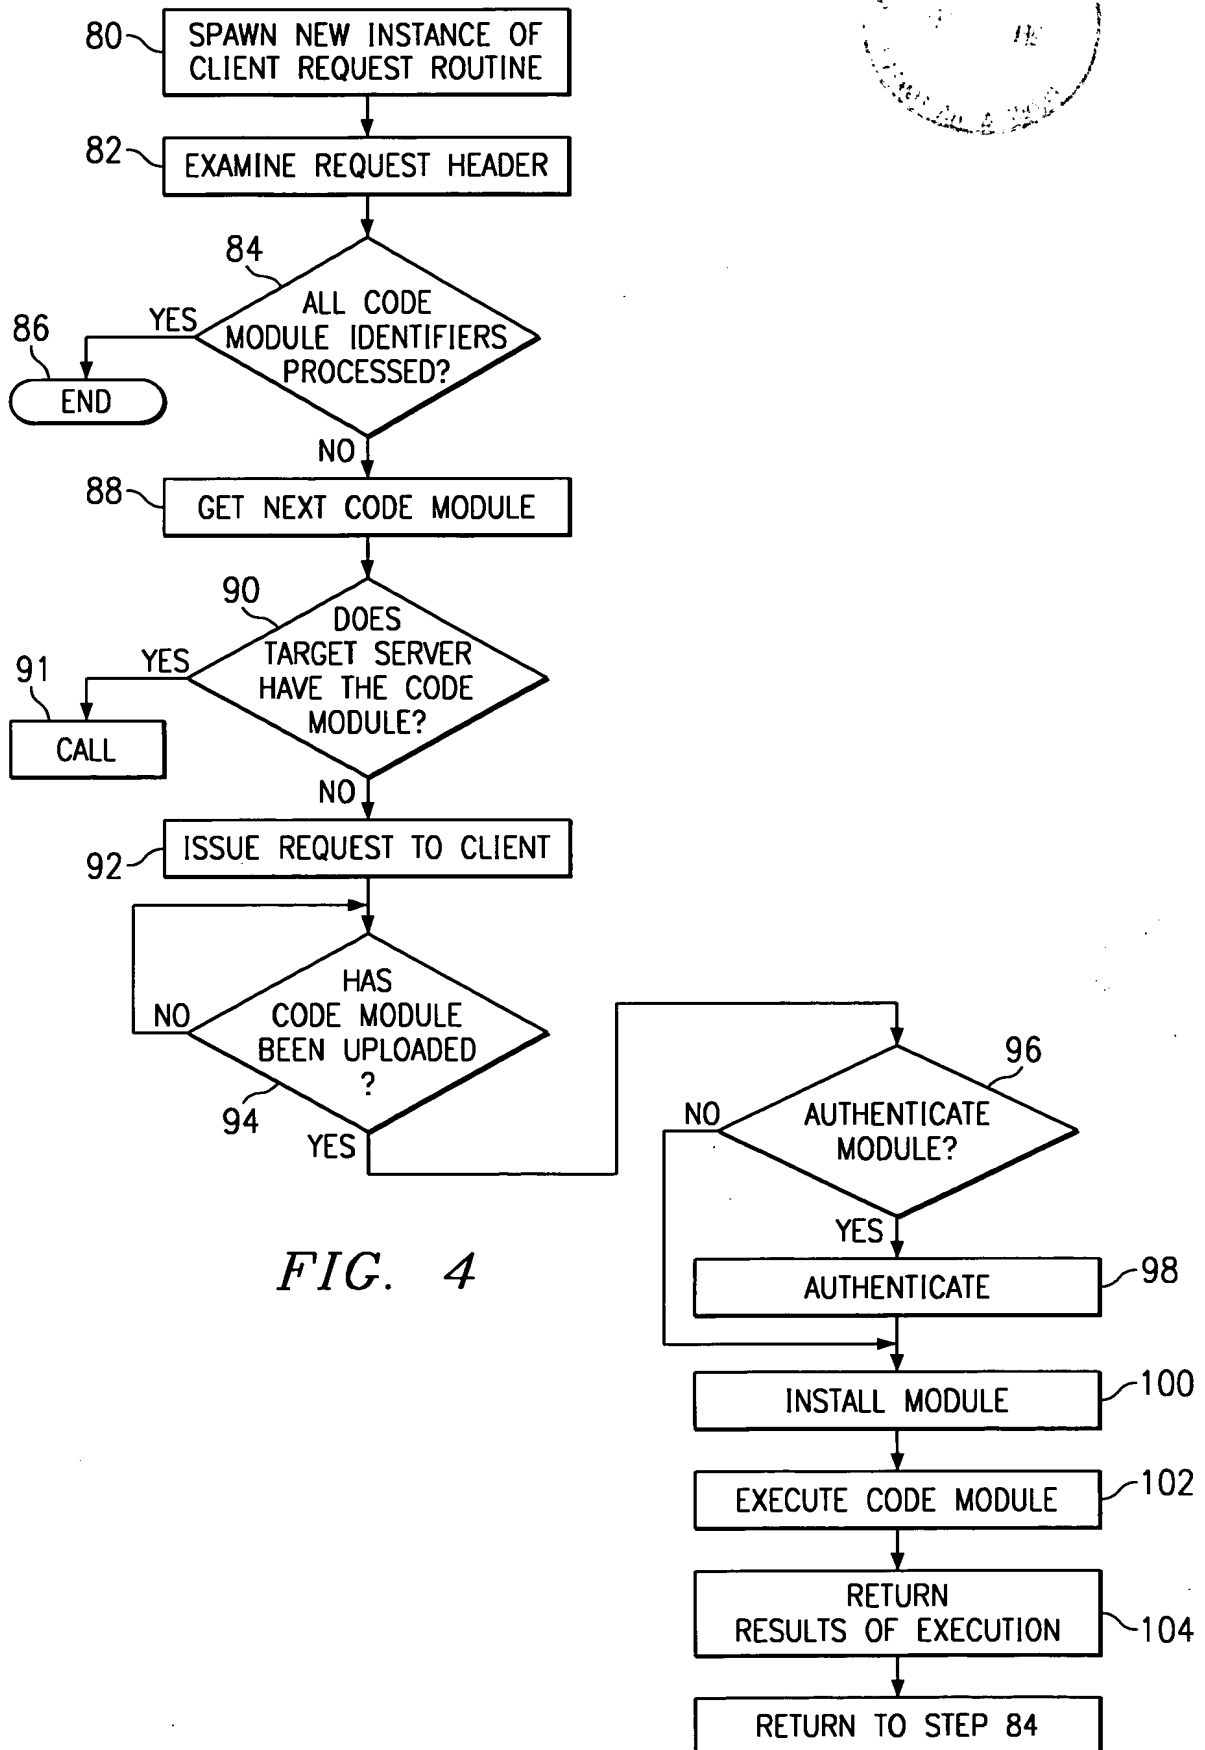 80
SPAWN NEW INSTANCE OF
CLIENT REQUEST ROUTINE
82
EXAMINE REQUEST HEADER
84
ALL CODE
MODULE IDENTIFIERS
PROCESSED?
YES
86
END
NO
88
GET NEXT CODE MODULE
90
DOES
TARGET SERVER
HAVE THE CODE
MODULE?
YES
91
CALL
NO
92
ISSUE REQUEST TO CLIENT
HAS
CODE MODULE
BEEN UPLOADED
?
NO
94
YES
96
AUTHENTICATE
MODULE?
NO
YES
AUTHENTICATE
98
INSTALL MODULE
100
EXECUTE CODE MODULE
102
RETURN
RESULTS OF EXECUTION
104
RETURN TO STEP 84
FIG. 4